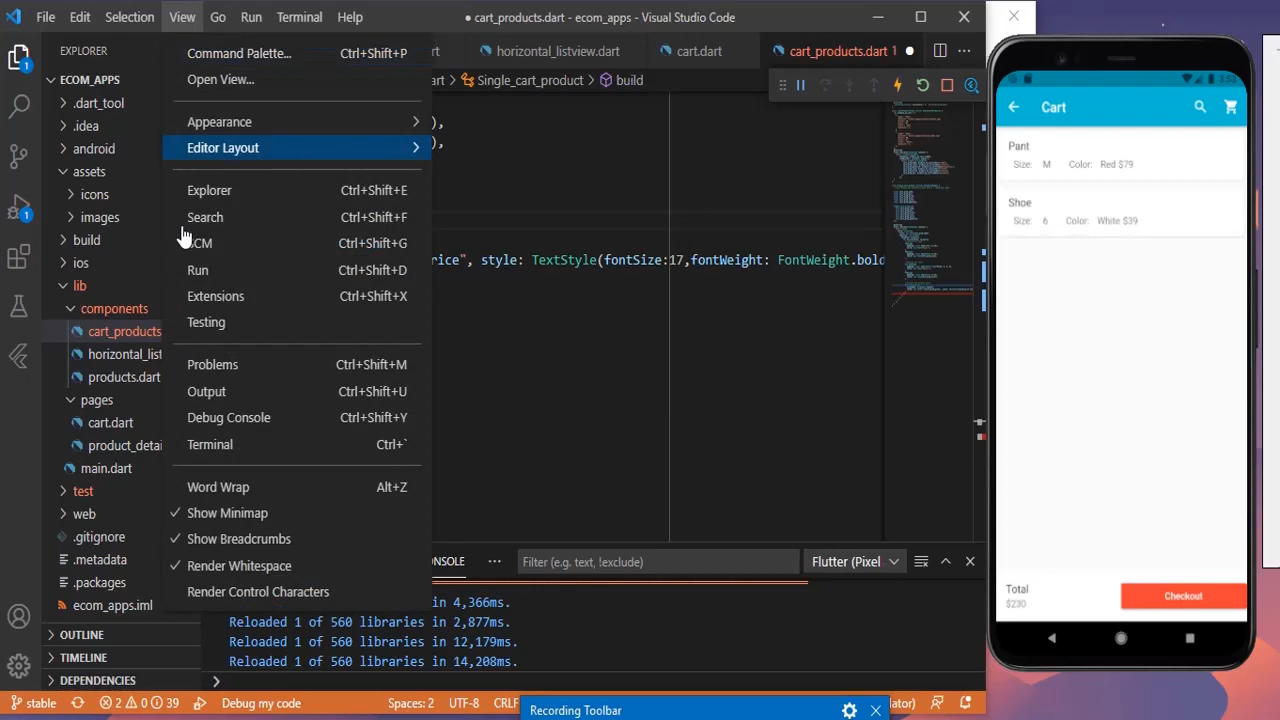 File Edit Selection View Go Run Terminal Help
● cart_products.dart - ecom_apps - Visual Studio Code
EXPLORER
horizontal_listview.dart
cart.dart
cart_products.dart 1
ECOM_APPS
Single_cart_product
build
Command Palette... Ctrl+Shift+P
Open View...
Appearance
Editor Layout
Explorer Ctrl+Shift+E
Search Ctrl+Shift+F
CM Ctrl+Shift+G
Run Ctrl+Shift+D
Extensions Ctrl+Shift+X
Testing
Problems Ctrl+Shift+M
Output Ctrl+Shift+U
Debug Console Ctrl+Shift+Y
Terminal Ctrl+`
Word Wrap Alt+Z
✓ Show Minimap
✓ Show Breadcrumbs
✓ Render Whitespace
Render Control Characters
.dart_tool
.idea
android
assets
icons
images
build
ios
lib
components
cart_products
horizontal_list
products.dart
pages
cart.dart
product_detai
main.dart
test
web
.gitignore
.metadata
.packages
ecom_apps.iml
OUTLINE
TIMELINE
DEPENDENCIES
),
),
rice", style: TextStyle(fontSize:17,fontWeight: FontWeight.bold
ONSOLE
Filter (e.g. text, !exclude)
Flutter (Pixel
in 4,366ms.
Reloaded 1 of 560 libraries in 2,877ms.
Reloaded 1 of 560 libraries in 12,179ms.
Reloaded 1 of 560 libraries in 14,208ms.
stable
2 0 39
Debug my code
Spaces: 2 UTF-8
Recording Toolbar
3:53
Cart
Pant
Size: M Color: Red $79
Shoe
Size: 6 Color: White $39
Total
$230
Checkout